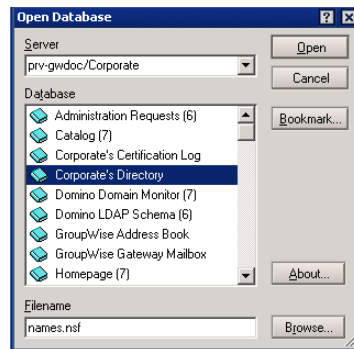 Open Database
Server
Open
prv-gwdoc/Corporate
Cancel
Database
Administration Requests (6)
Bookmark...
Catalog (7)
Corporate's Certification Log
Corporate's Directory
Domino Domain Monitor (7)
Domino LDAP Schema (6)
GroupWise Address Book
GroupWise Gateway Mailbox
Homepage (7)
About...
Filename
names.nsf
Browse...